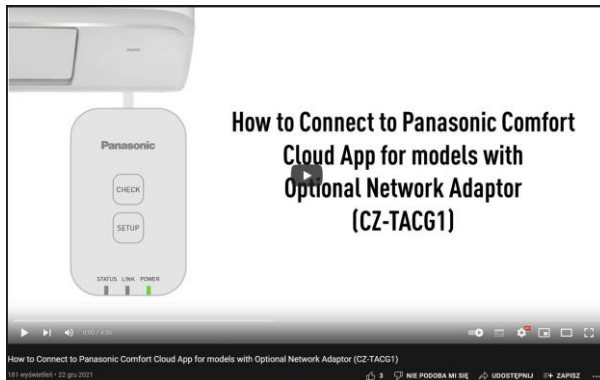 POWER
Panasonic
CHECK
SETUP
STATUS LINK POWER
How to Connect to Panasonic Comfort
Cloud App for models with
Optional Network Adaptor
(CZ-TACG1)
0:00 / 4:30
How to Connect to Panasonic Comfort Cloud App for models with Optional Network Adaptor (CZ-TACG1)
181 wyświetleń • 22 gru 2021
3 NIE PODOBA MI SIĘ UDOSTĘPNIJ ZAPISZ